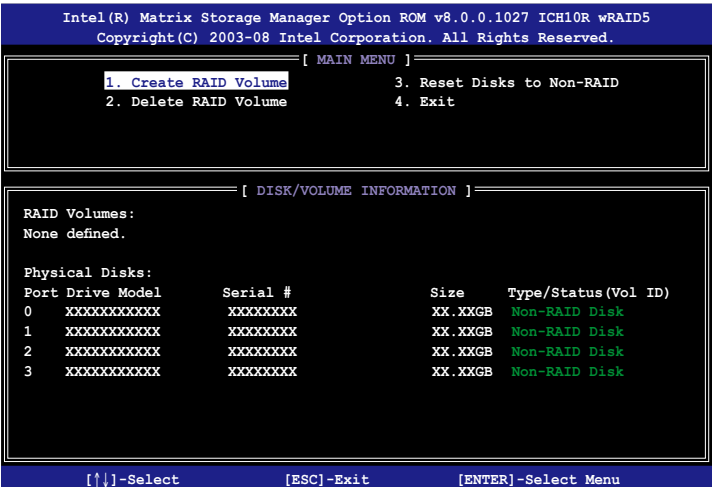 Intel(R) Matrix Storage Manager Option ROM v8.0.0.1027 ICH10R wRAID5
Copyright(C) 2003-08 Intel Corporation. All Rights Reserved.
[ MAIN MENU ]
1. Create RAID Volume 3. Reset Disks to Non-RAID
2. Delete RAID Volume 4. Exit
[ DISK/VOLUME INFORMATION ]
RAID Volumes:
None defined.
Physical Disks:
Port Drive Model Serial # Size Type/Status(Vol ID)
0 XXXXXXXXXXX XXXXXXXX XX.XXGB Non-RAID Disk
1 XXXXXXXXXXX XXXXXXXX XX.XXGB Non-RAID Disk
2 XXXXXXXXXXX XXXXXXXX XX.XXGB Non-RAID Disk
3 XXXXXXXXXXX XXXXXXXX XX.XXGB Non-RAID Disk
[↑↓]-Select [ESC]-Exit [ENTER]-Select Menu